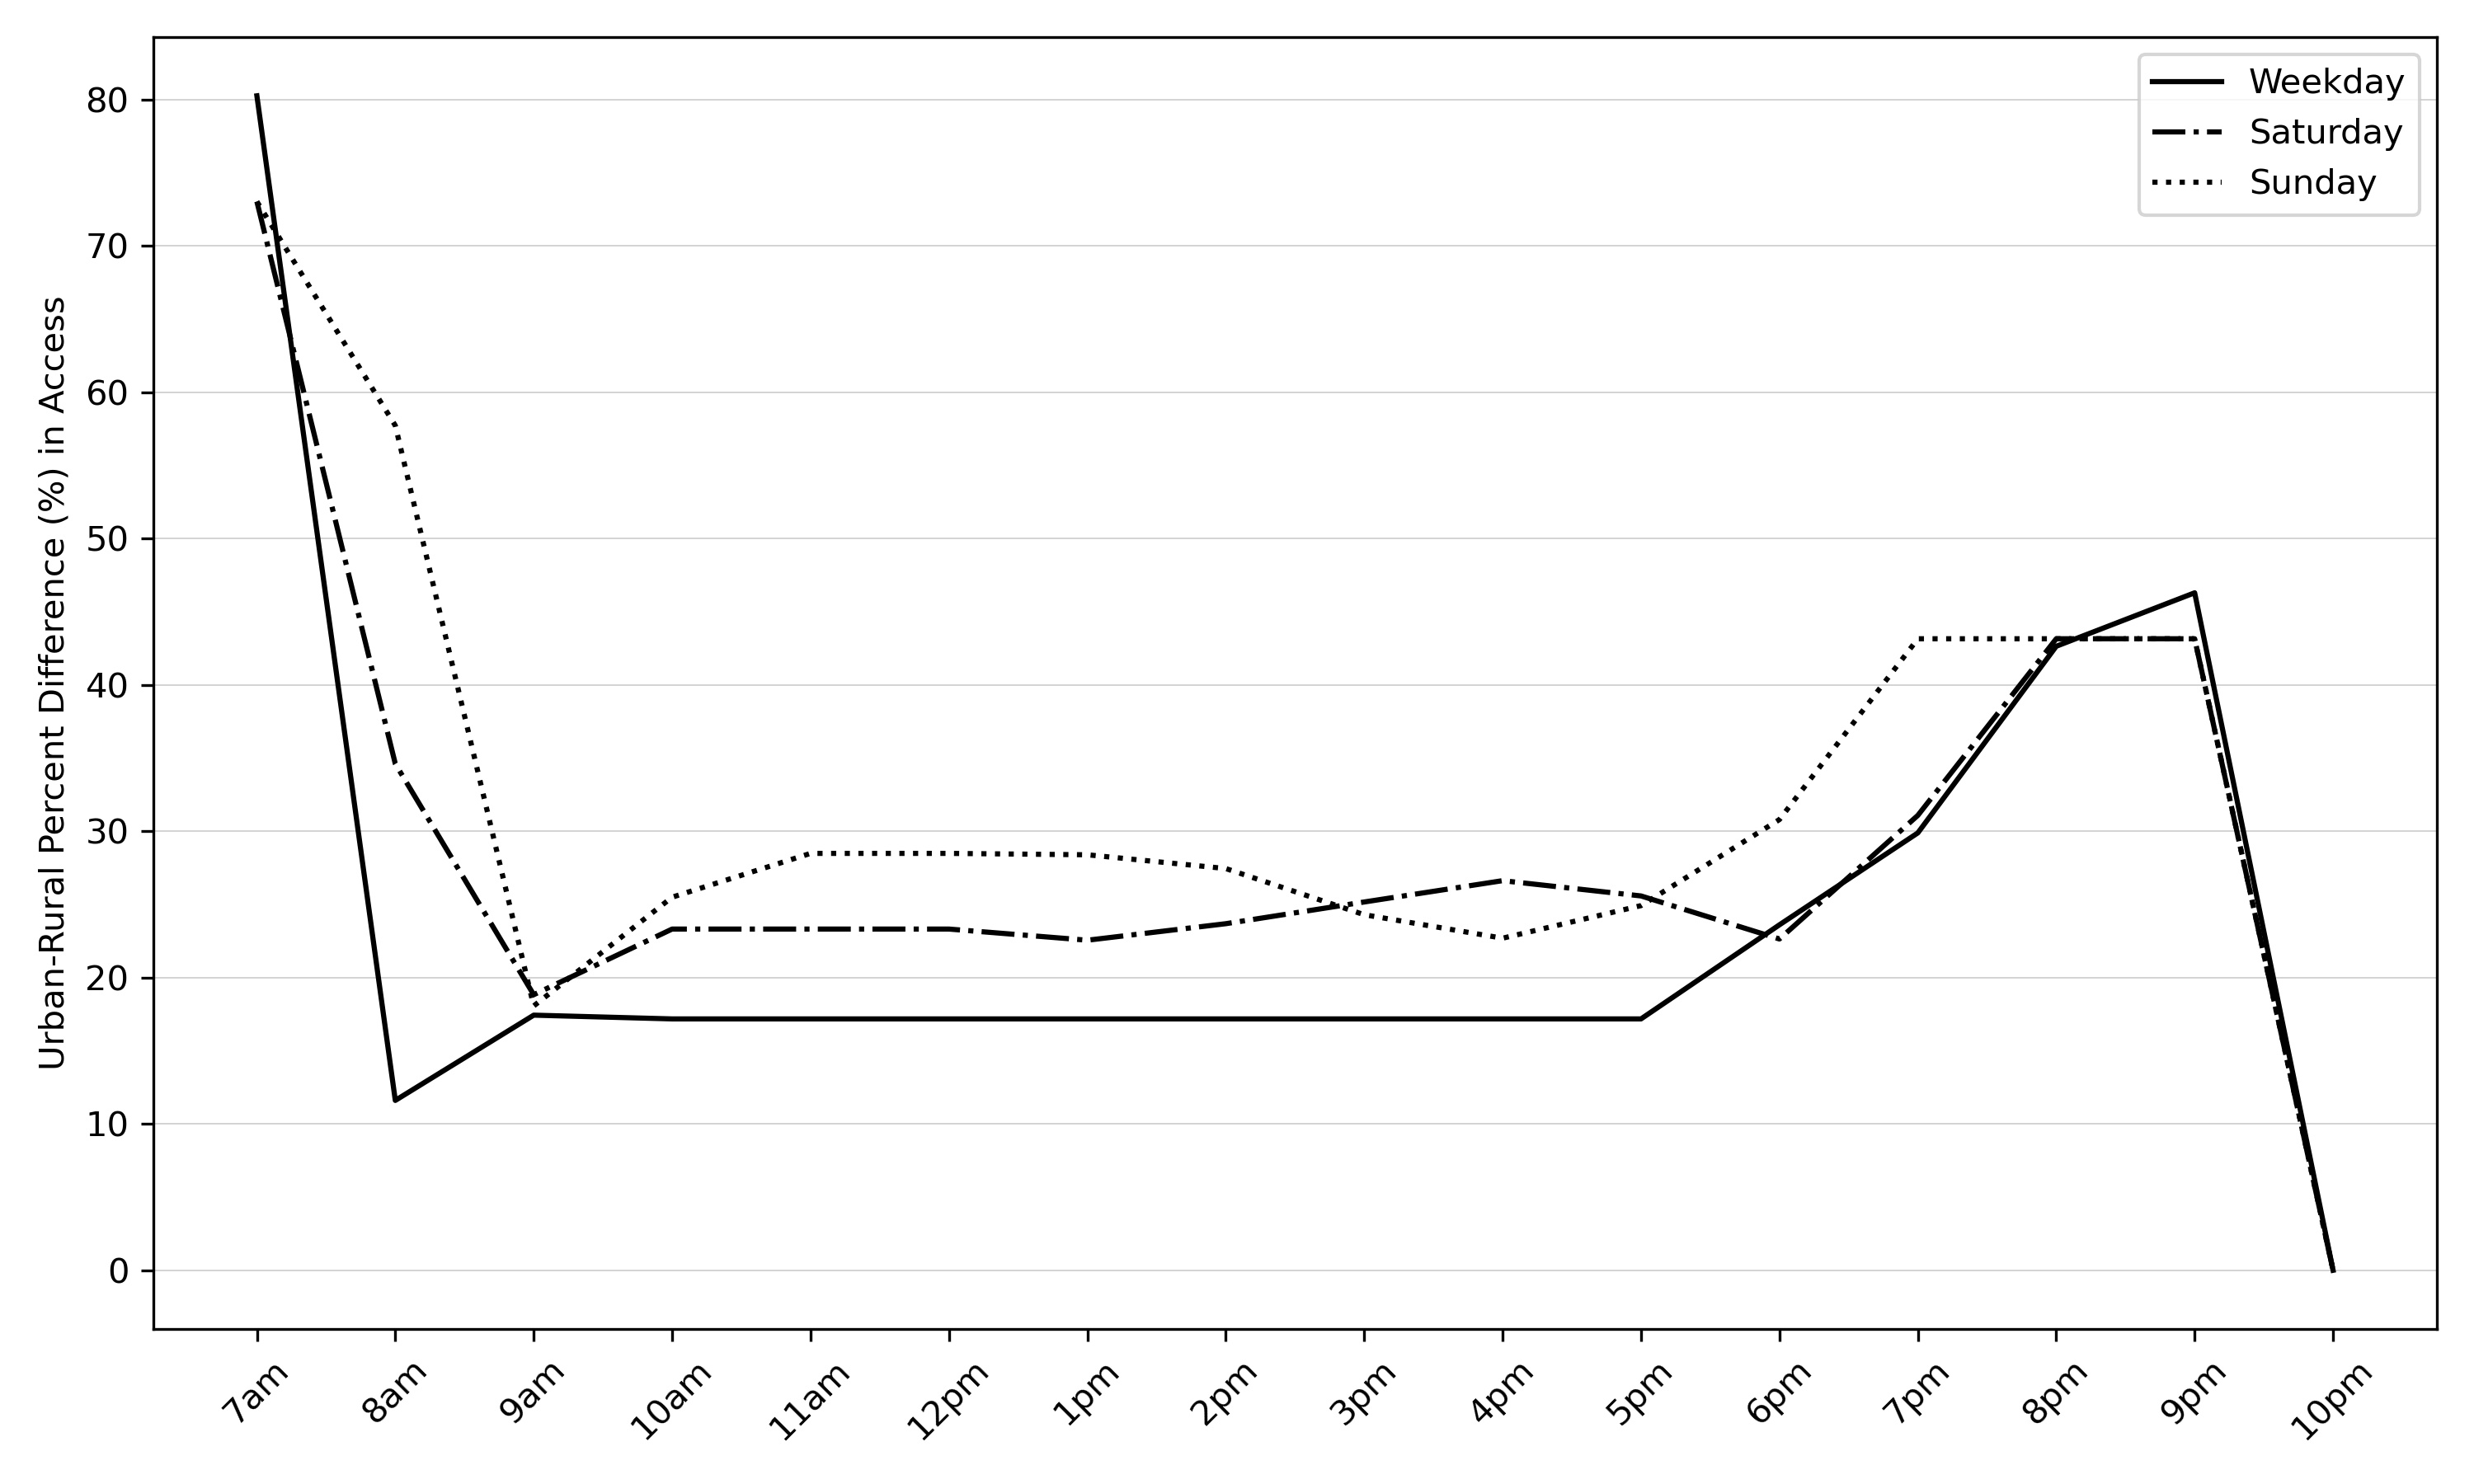 Urban-Rural Percent Difference (%) in Access
80
70
60
50
40
30
20
10
0
Weekday
Saturday
Sunday
7am
8am
9am
10am
11am
12pm
1pm
2pm
3pm
4pm
5pm
6pm
7pm
8pm
9pm
10pm